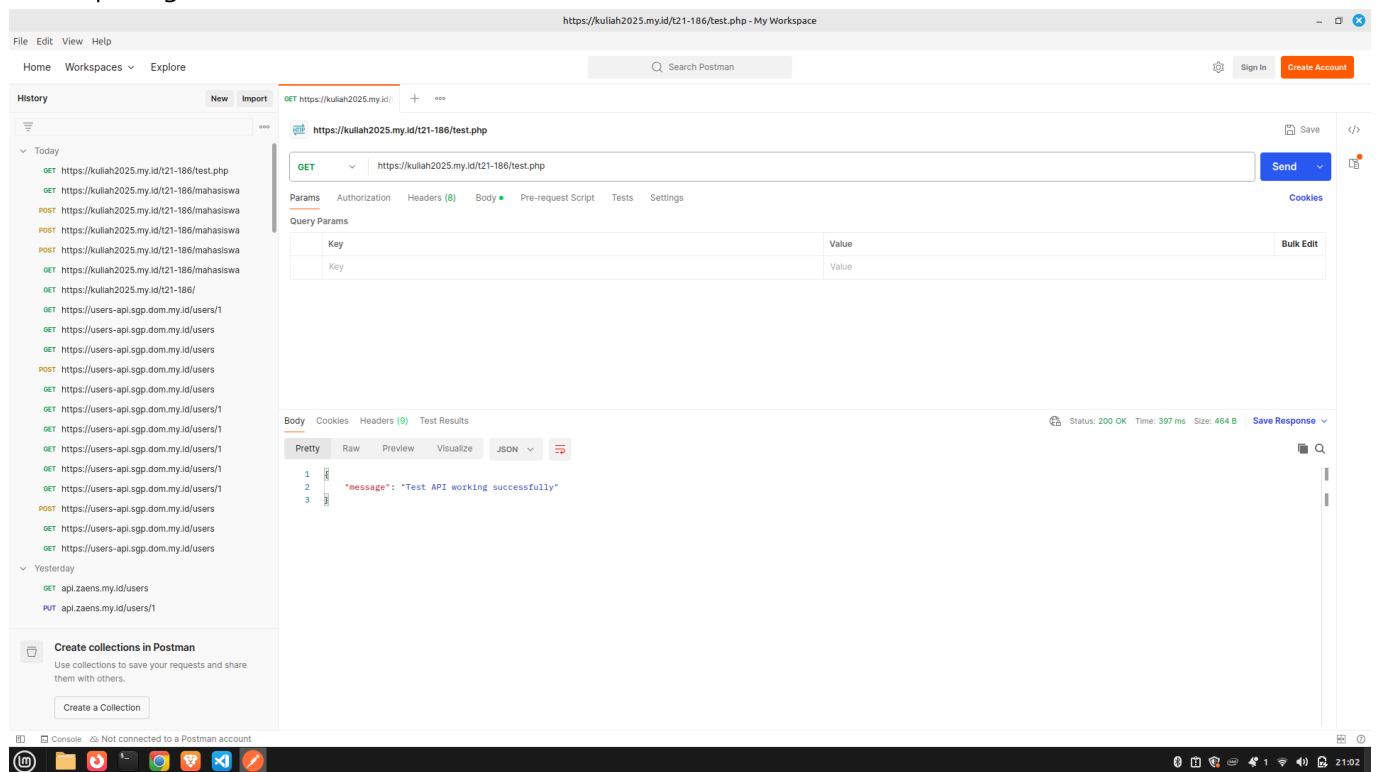 https://kuliah2025.my.id/t21-186/test.php - My Workspace
File Edit View Help
Home Workspaces Explore
Search Postman
Sign In Create Account
History New Import
GET https://kuliah2025.my.id/
Today
GET https://kuliah2025.my.id/t21-186/test.php
GET https://kuliah2025.my.id/t21-186/mahasiswa
POST https://kuliah2025.my.id/t21-186/mahasiswa
POST https://kuliah2025.my.id/t21-186/mahasiswa
POST https://kuliah2025.my.id/t21-186/mahasiswa
GET https://kuliah2025.my.id/t21-186/mahasiswa
GET https://kuliah2025.my.id/t21-186/
GET https://users-api.sgp.dom.my.id/users/1
GET https://users-api.sgp.dom.my.id/users
GET https://users-api.sgp.dom.my.id/users
POST https://users-api.sgp.dom.my.id/users
GET https://users-api.sgp.dom.my.id/users
GET https://users-api.sgp.dom.my.id/users/1
GET https://users-api.sgp.dom.my.id/users/1
GET https://users-api.sgp.dom.my.id/users/1
GET https://users-api.sgp.dom.my.id/users/1
GET https://users-api.sgp.dom.my.id/users/1
POST https://users-api.sgp.dom.my.id/users
GET https://users-api.sgp.dom.my.id/users
GET https://users-api.sgp.dom.my.id/users
Yesterday
GET api.zaens.my.id/users
PUT api.zaens.my.id/users/1
Create collections in Postman
Use collections to save your requests and share
them with others.
Create a Collection
HTTP https://kuliah2025.my.id/t21-186/test.php
Save
GET https://kuliah2025.my.id/t21-186/test.php
Send
Params Authorization Headers (8) Body Pre-request Script Tests Settings
Cookies
Query Params
Key Value Bulk Edit
Key Value
Body Cookies Headers (9) Test Results
Status: 200 OK Time: 397 ms Size: 464 B Save Response
Pretty Raw Preview Visualize JSON
1 {
2 "message": "Test API working successfully"
3 }
Console Not connected to a Postman account
1 21:02